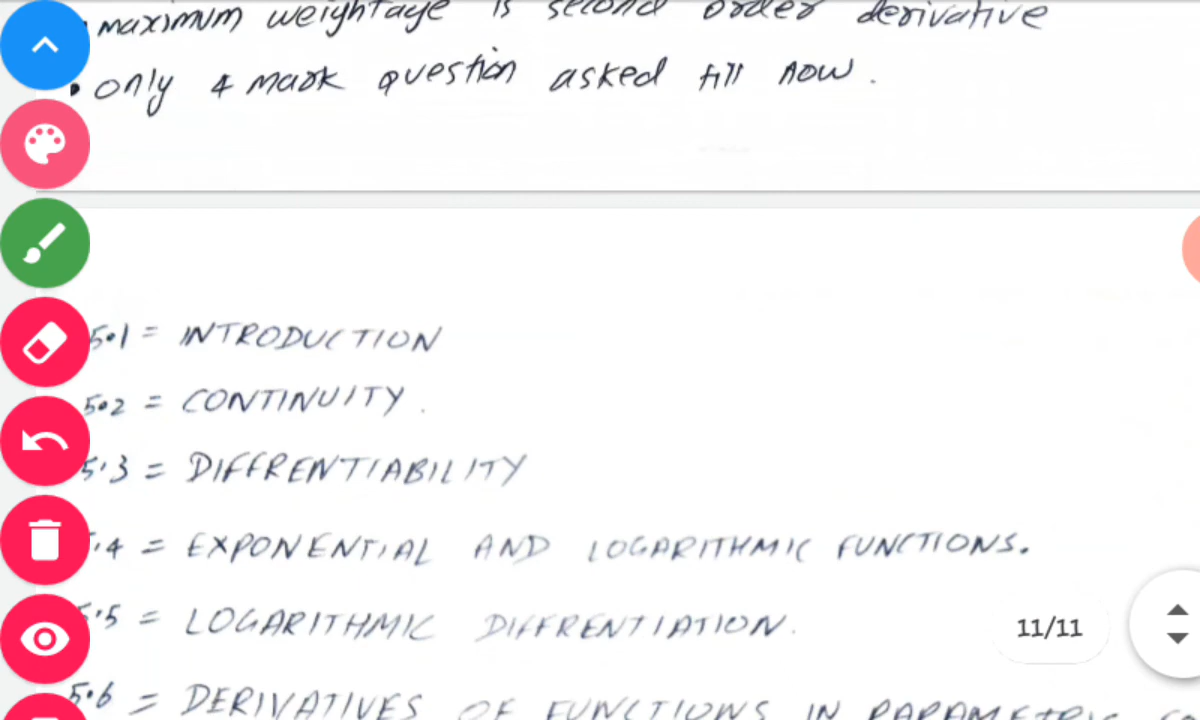 maximum weightage is second order derivative
• only 4 mark question asked till now.
5.1 = INTRODUCTION
5.2 = CONTINUITY.
5.3 = DIFFRENTIABILITY
.4 = EXPONENTIAL AND LOGARITHMIC FUNCTIONS.
5.5 = LOGARITHMIC DIFFRENTIATION.
11/11
5.6 = DERIVATIVES OF FUNCTIONS IN PARAMETRIC